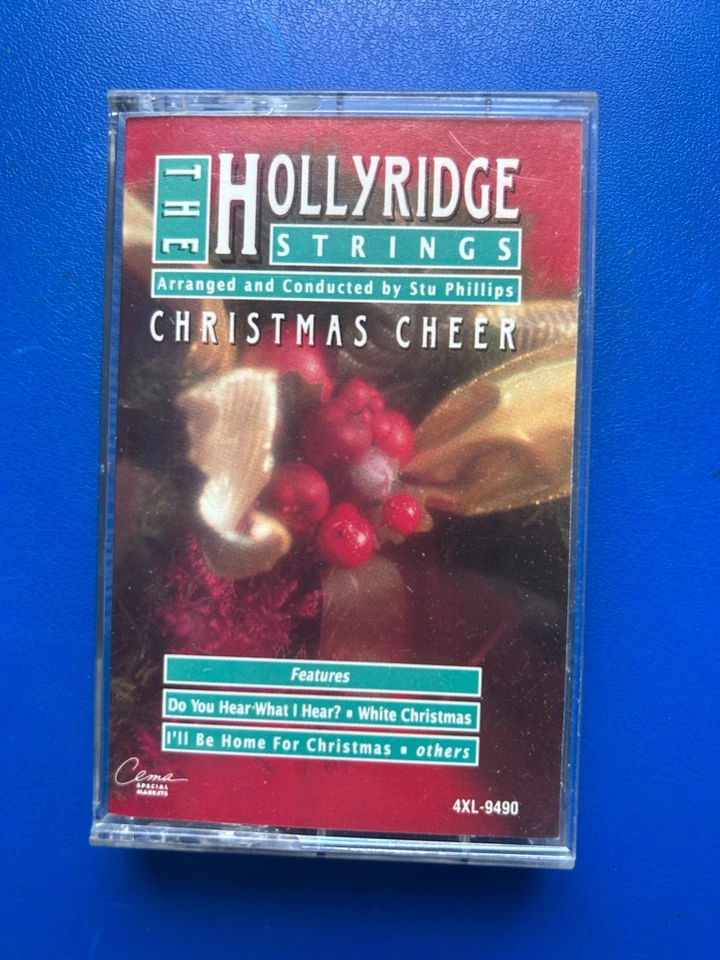 THE HOLLYRIDGE
STRINGS
Arranged and Conducted by Stu Phillips
CHRISTMAS CHEER
Features
Do You Hear What I Hear? ▪ White Christmas
I'll Be Home For Christmas ▪ others
Cema
SPECIAL
MARKETS
4XL-9490